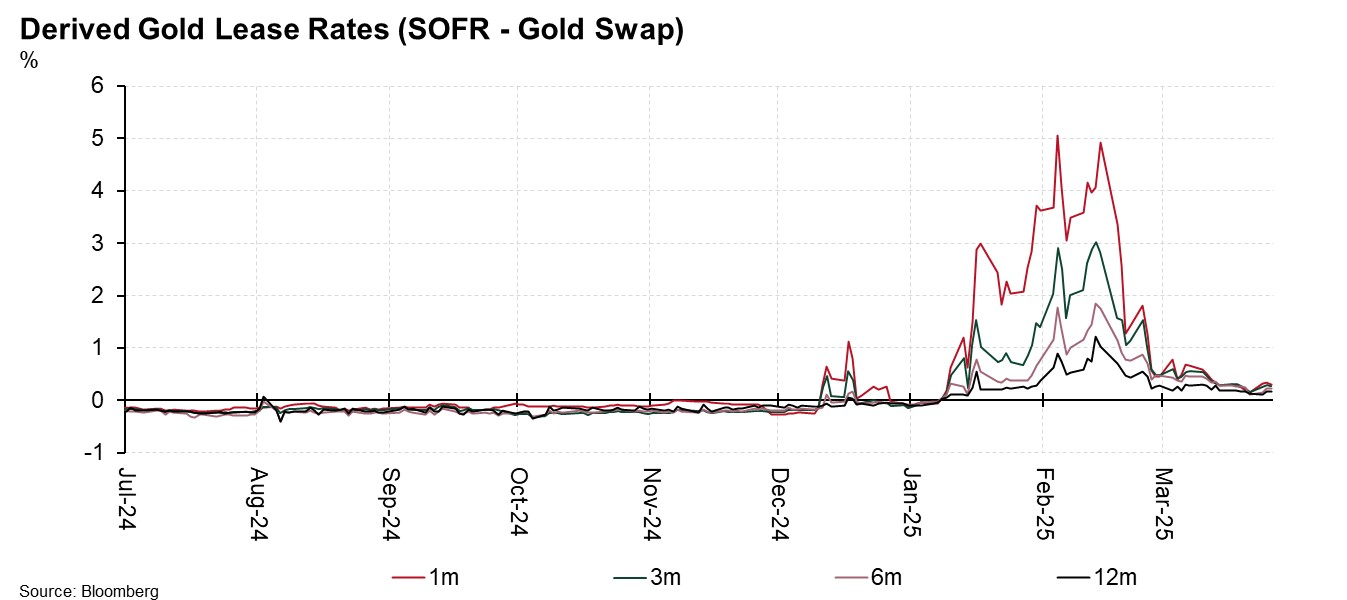 Derived Gold Lease Rates (SOFR - Gold Swap)
%
6
5
4
3
2
1
0
-1
Jul-24
Aug-24
Sep-24
Oct-24
Nov-24
Dec-24
Jan-25
Feb-25
Mar-25
1m
3m
6m
12m
Source: Bloomberg